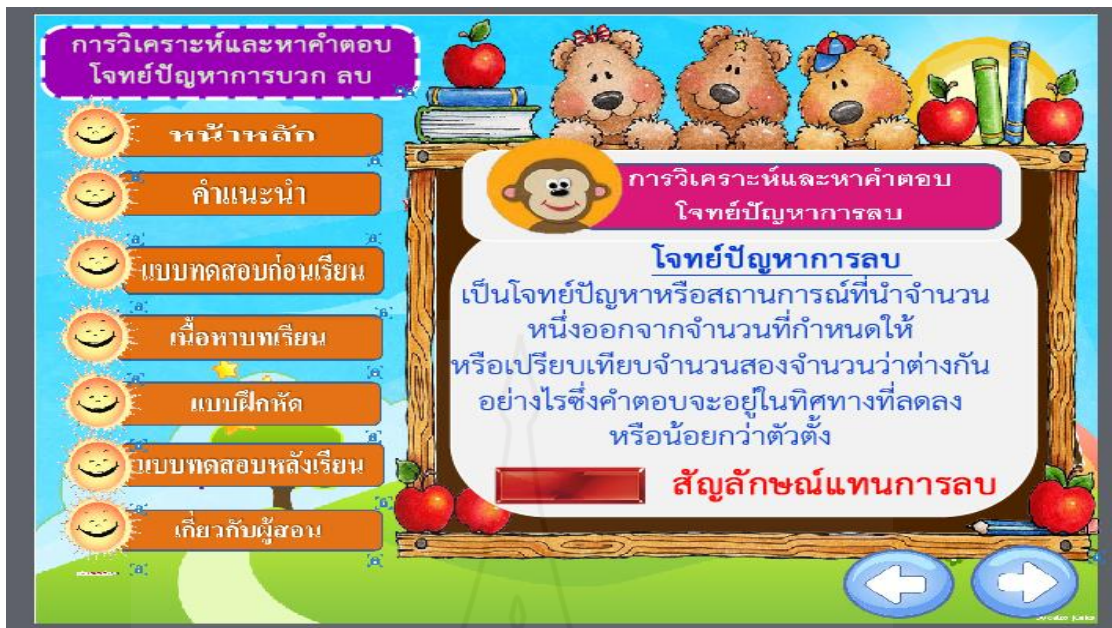 การวิเคราะห์และหาคำตอบ
โจทย์ปัญหาการบวก ลบ
หน้าหลัก
คำแนะนำ
แบบทดสอบก่อนเรียน
เนื้อหาบทเรียน
แบบฝึกหัด
แบบทดสอบหลังเรียน
เกี่ยวกับผู้สอน
การวิเคราะห์และหาคำตอบ
โจทย์ปัญหาการลบ
โจทย์ปัญหาการลบ
เป็นโจทย์ปัญหาหรือสถานการณ์ที่นำจำนวน
หนึ่งออกจากจำนวนที่กำหนดให้
หรือเปรียบเทียบจำนวนสองจำนวนว่าต่างกัน
อย่างไรซึ่งคำตอบจะอยู่ในทิศทางที่ลดลง
หรือน้อยกว่าตัวตั้ง
สัญลักษณ์แทนการลบ